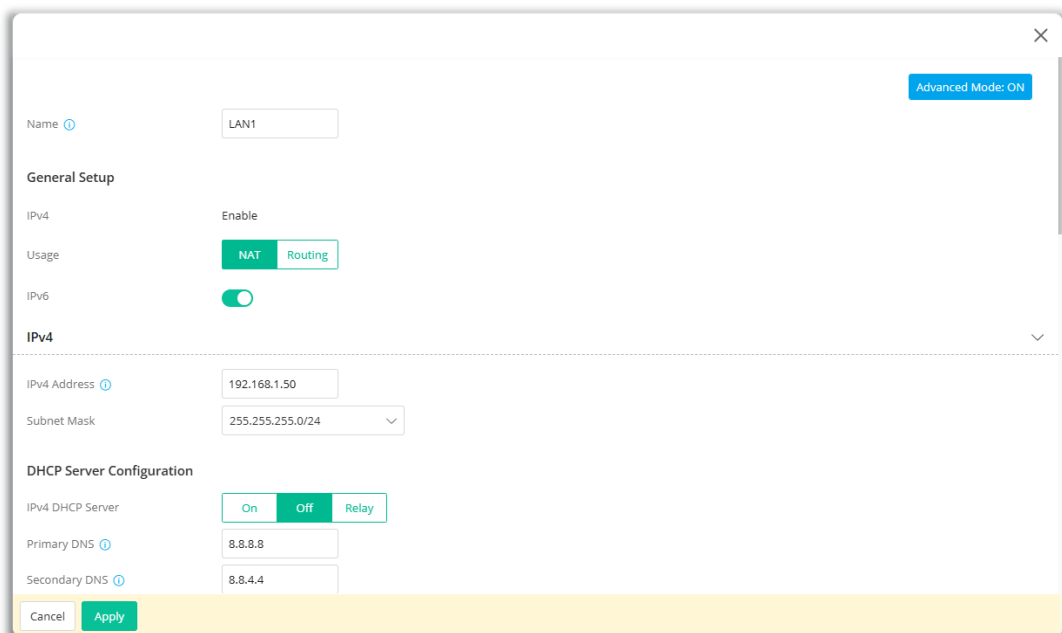 Advanced Mode: ON
Name
LAN1
General Setup
IPv4 Enable
Usage NAT Routing
IPv6
IPv4
IPv4 Address 192.168.1.50
Subnet Mask 255.255.255.0/24
DHCP Server Configuration
IPv4 DHCP Server On Off Relay
Primary DNS 8.8.8.8
Secondary DNS 8.8.4.4
Cancel Apply